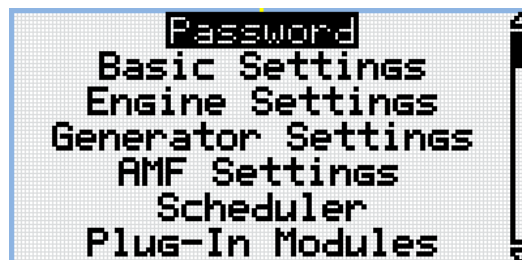 Password
Basic Settings
Engine Settings
Generator Settings
AMF Settings
Scheduler
Plug-In Modules